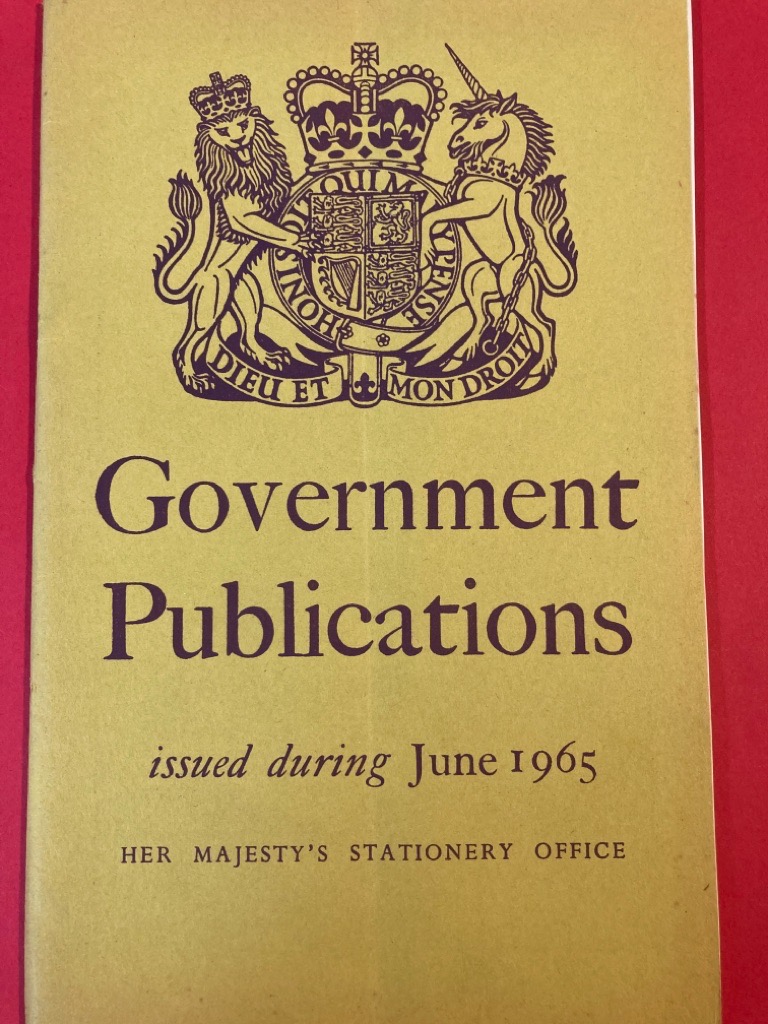 HONI SOIT QUI MAL Y PENSE
DIEU ET MON DROIT
Government
Publications
issued during June 1965
HER MAJESTY'S STATIONERY OFFICE